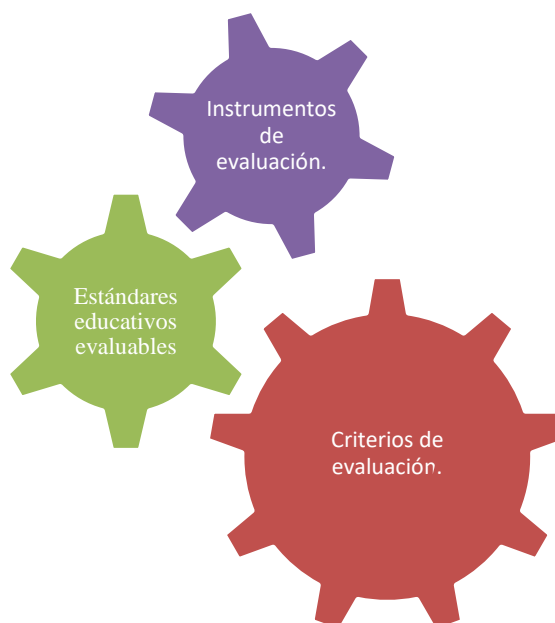 Instrumentos
de
evaluación.
Estándares
educativos
evaluables
Criterios de
evaluación.